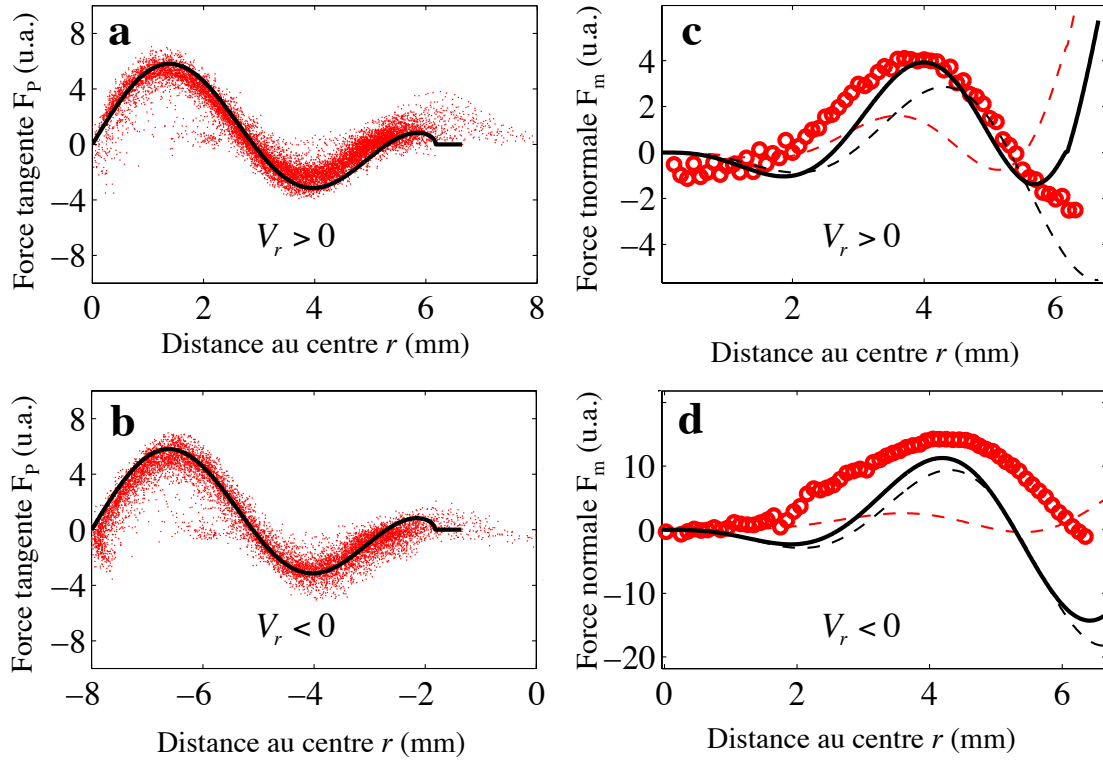 a
Force tangente F_p (u.a.)
8
4
0
−4
−8
V_r > 0
0 2 4 6 8
Distance au centre r (mm)
c
Force tnormale F_m (u.a.)
4
2
0
−2
−4
V_r > 0
2 4 6
Distance au centre r (mm)
b
Force tangente F_p (u.a.)
8
4
0
−4
−8
V_r < 0
−8 −6 −4 −2 0
Distance au centre r (mm)
d
Force normale F_m (u.a.)
10
0
−10
−20
V_r < 0
0 2 4 6
Distance au centre r (mm)